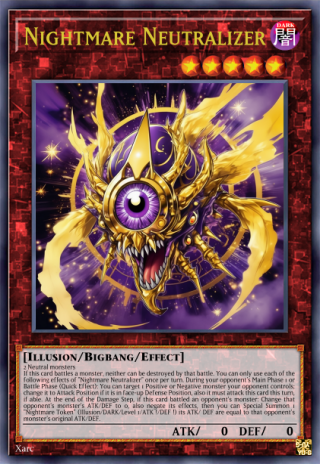 NIGHTMARE NEUTRALIZER
DARK
闇
[ILLUSION/BIGBANG/EFFECT]
2 Neutral monsters
If this card battles a monster, neither can be destroyed by that battle. You can only use each of the
following effects of "Nightmare Neutralizer" once per turn. During your opponent's Main Phase 1 or
Battle Phase (Quick Effect): You can target 1 Positive or Negative monster your opponent controls;
change it to Attack Position if it is in face-up Defense Position, also it must attack this card this turn,
if able. At the end of the Damage Step, if this card battled an opponent's monster: Change that
opponent's monster's ATK/DEF to 0, also negate its effects, then you can Special Summon 1
"Nightmare Token" (Illusion/DARK/Level 1/ATK ?/DEF ?) its ATK/ DEF are equal to that opponent's
monster's original ATK/DEF.
ATK/ 0 DEF/ 0
Xarc